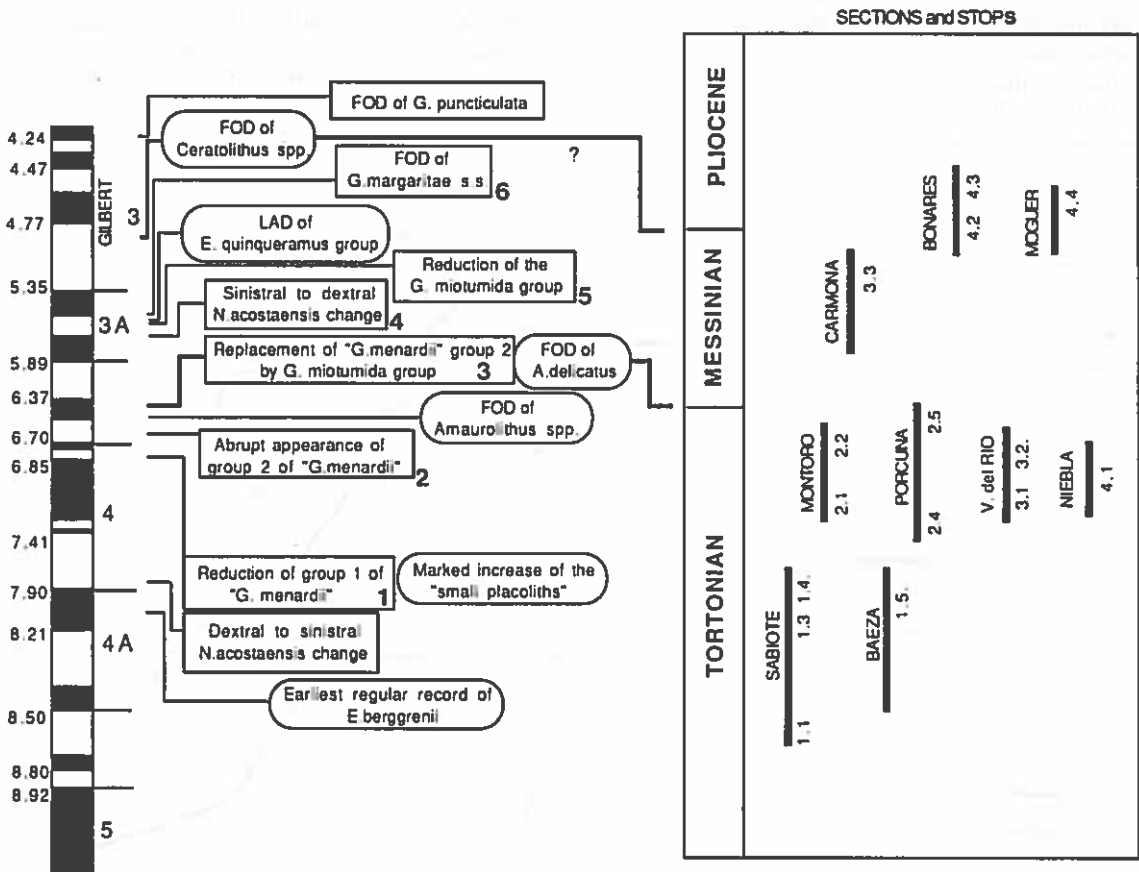 SECTIONS and STOPS
FOD of G. puncticulata
FOD of
Ceratolithus spp.
?
FOD of
G.margaritae s.s.
6
LAD of
E. quinqueramus group
Reduction of the
G. miotumida group
5
Sinistral to dextral
N.acostaensis change
4
Replacement of "G.menardii" group 2
by G. miotumida group
3
FOD of
A.delicatus
FOD of
Amaurolithus spp.
Abrupt appearance of
group 2 of "G.menardii"
2
Reduction of group 1 of
"G. menardii"
1
Marked increase of the
"small placoliths"
Dextral to sinistral
N.acostaensis change
Earliest regular record of
E.berggrenii
4.24
4.47
4.77
5.35
5.89
6.37
6.70
6.85
7.41
7.90
8.21
8.50
8.80
8.92
GILBERT
3
3 A
4
4 A
5
PLIOCENE
MESSINIAN
TORTONIAN
BONARES
4.2 4.3
MOGUER
4.4
CARMONA
3.3
MONTORO
2.1 2.2
PORCUNA
2.4 2.5
V. del RIO
3.1 3.2.
NIEBLA
4.1
SABIOTE
1.1 1.3 1.4.
BAEZA
1.5.